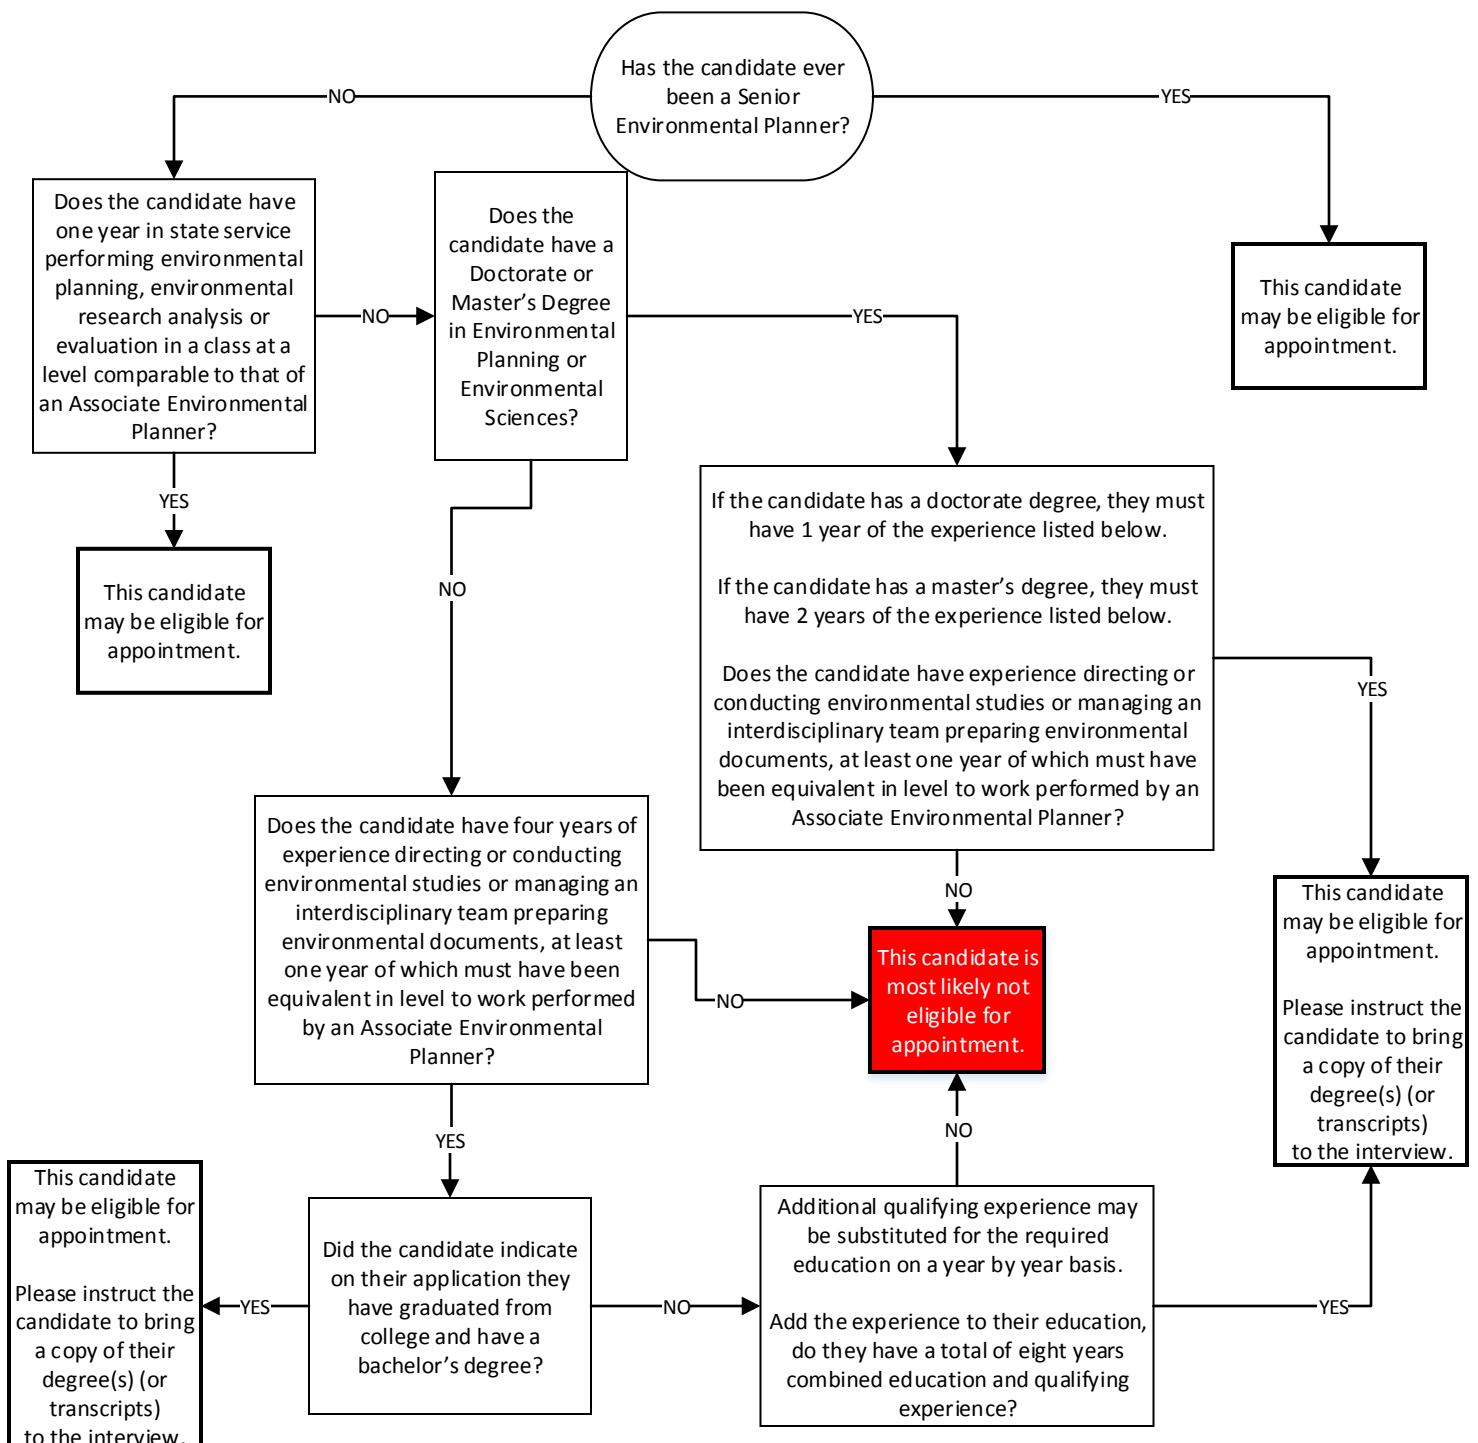 Has the candidate ever
been a Senior
Environmental Planner?
NO
YES
Does the candidate have
one year in state service
performing environmental
planning, environmental
research analysis or
evaluation in a class at a
level comparable to that of
an Associate Environmental
Planner?
NO
Does the
candidate have a
Doctorate or
Master's Degree
in Environmental
Planning or
Environmental
Sciences?
YES
This candidate
may be eligible for
appointment.
YES
This candidate
may be eligible for
appointment.
NO
If the candidate has a doctorate degree, they must
have 1 year of the experience listed below.
If the candidate has a master's degree, they must
have 2 years of the experience listed below.
Does the candidate have experience directing or
conducting environmental studies or managing an
interdisciplinary team preparing environmental
documents, at least one year of which must have
been equivalent in level to work performed by an
Associate Environmental Planner?
YES
NO
Does the candidate have four years of
experience directing or conducting
environmental studies or managing an
interdisciplinary team preparing
environmental documents, at least
one year of which must have been
equivalent in level to work performed
by an Associate Environmental
Planner?
NO
This candidate is
most likely not
eligible for
appointment.
This candidate
may be eligible for
appointment.
Please instruct the
candidate to bring
a copy of their
degree(s) (or
transcripts)
to the interview.
YES
NO
This candidate
may be eligible for
appointment.
Please instruct the
candidate to bring
a copy of their
degree(s) (or
transcripts)
to the interview.
YES
Did the candidate indicate
on their application they
have graduated from
college and have a
bachelor's degree?
NO
Additional qualifying experience may
be substituted for the required
education on a year by year basis.
Add the experience to their education,
do they have a total of eight years
combined education and qualifying
experience?
YES